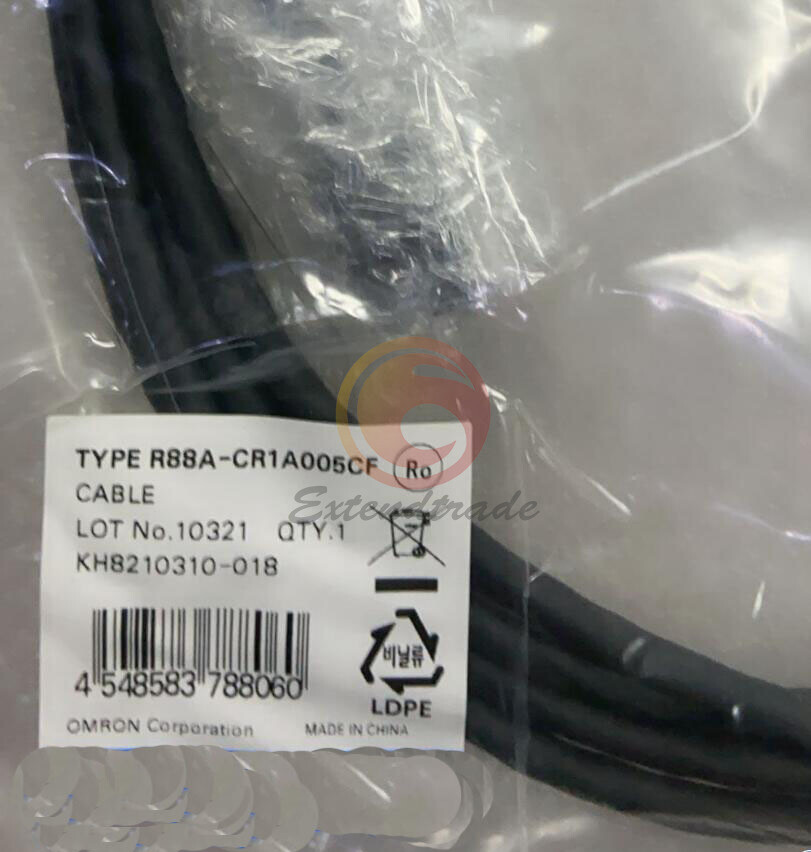 TYPE R88A-CR1A005CF
Ro
CABLE
Extendtrade
LOT No.10321 QTY.1
KH8210310-018
비닐류
4 548583 788060
LDPE
OMRON Corporation MADE IN CHINA